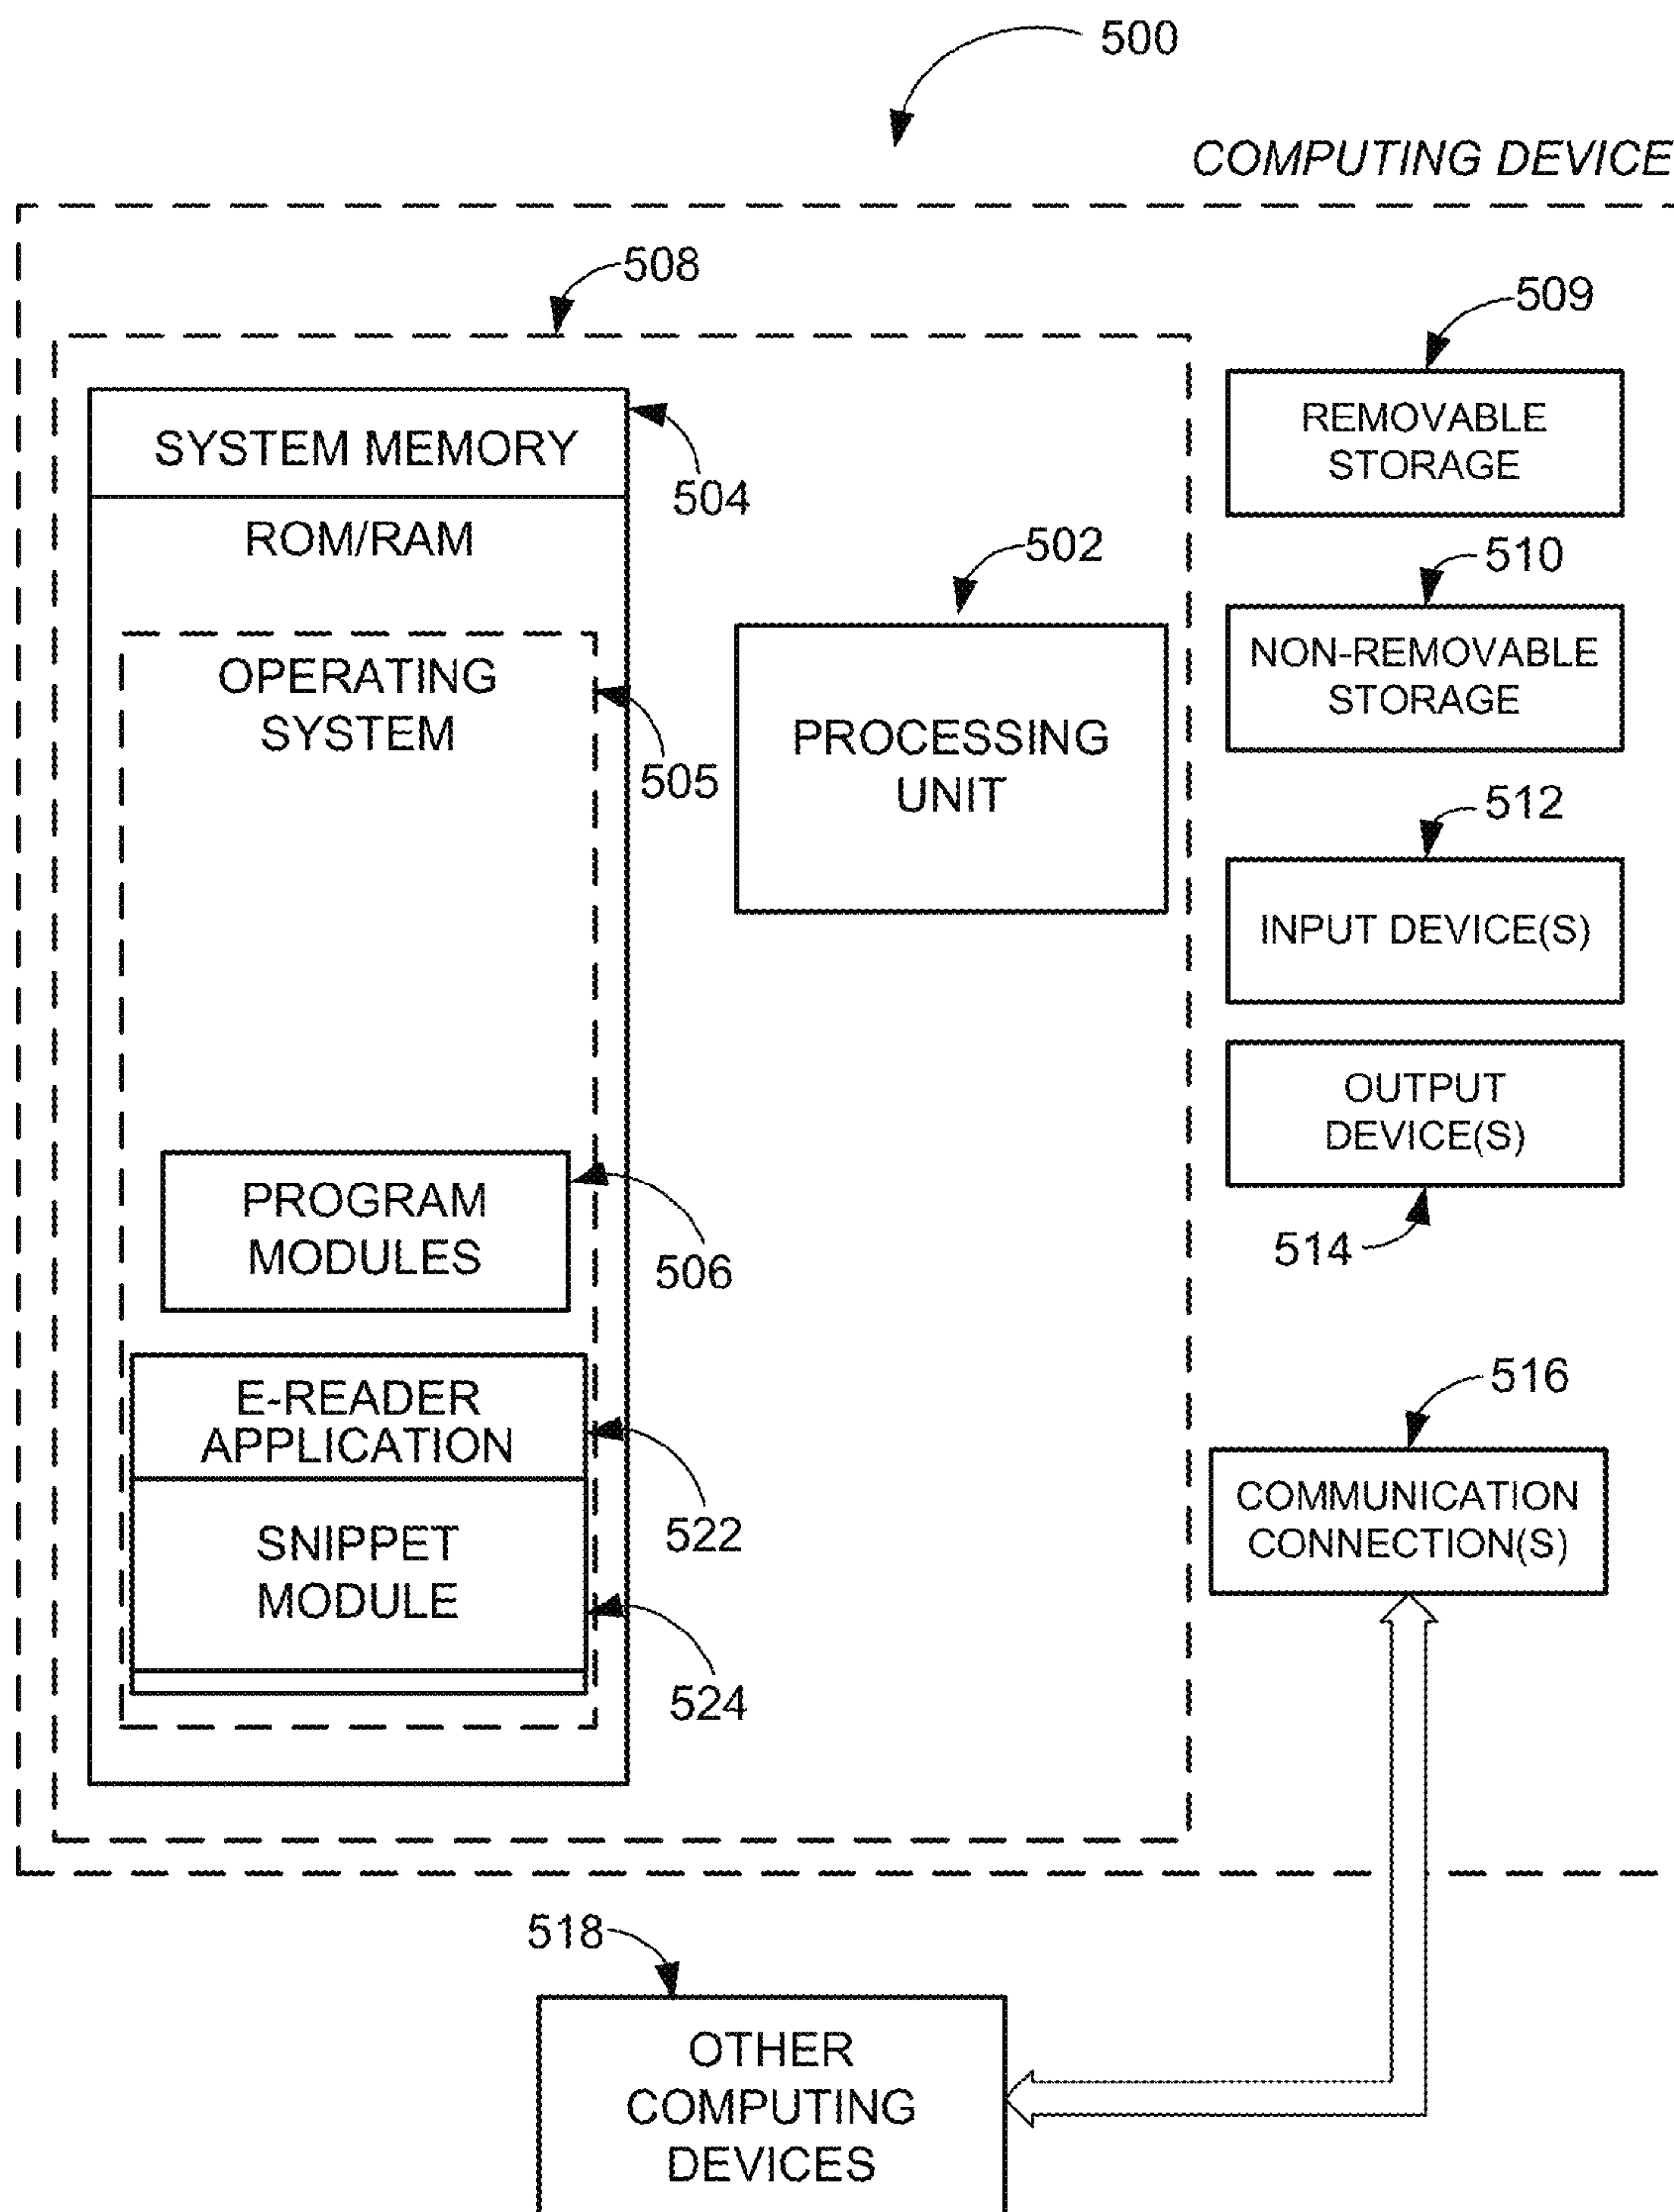 500
COMPUTING DEVICE
508
509
SYSTEM MEMORY
504
REMOVABLE
STORAGE
ROM/RAM
502
510
OPERATING
SYSTEM
505
PROCESSING
UNIT
NON-REMOVABLE
STORAGE
512
INPUT DEVICE(S)
OUTPUT
DEVICE(S)
514
PROGRAM
MODULES
506
E-READER
APPLICATION
522
516
SNIPPET
MODULE
524
COMMUNICATION
CONNECTION(S)
518
OTHER
COMPUTING
DEVICES